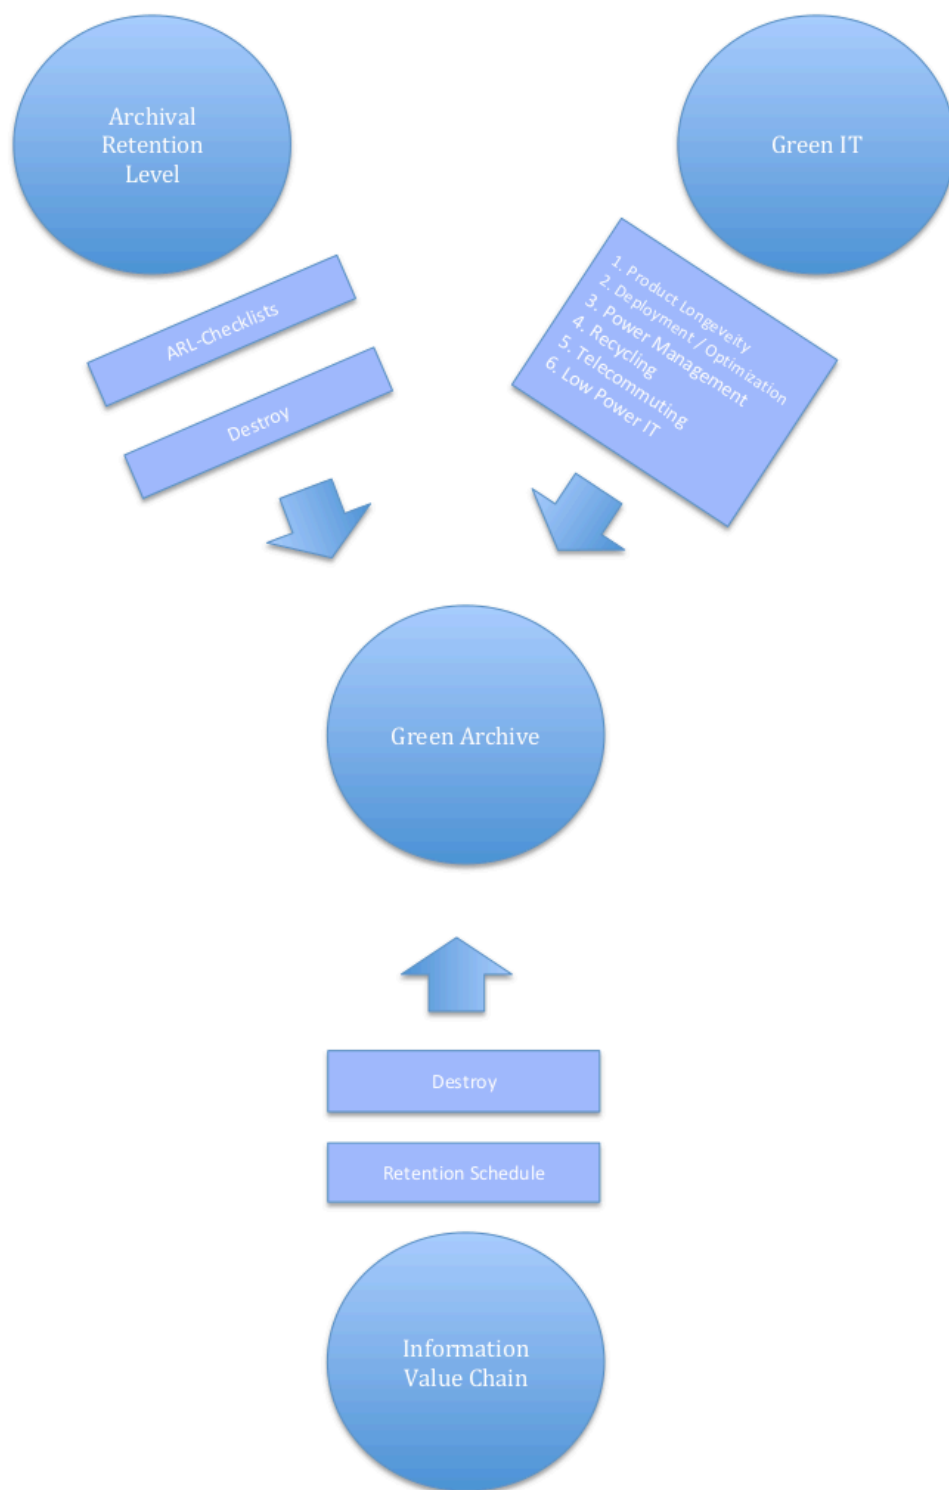 Archival
Retention
Level
Green IT
ARL-Checklists
Destroy
1. Product Longeveity
2. Deployment / Optimization
3. Power Management
4. Recycling
5. Telecommuting
6. Low Power IT
Green Archive
Destroy
Retention Schedule
Information
Value Chain